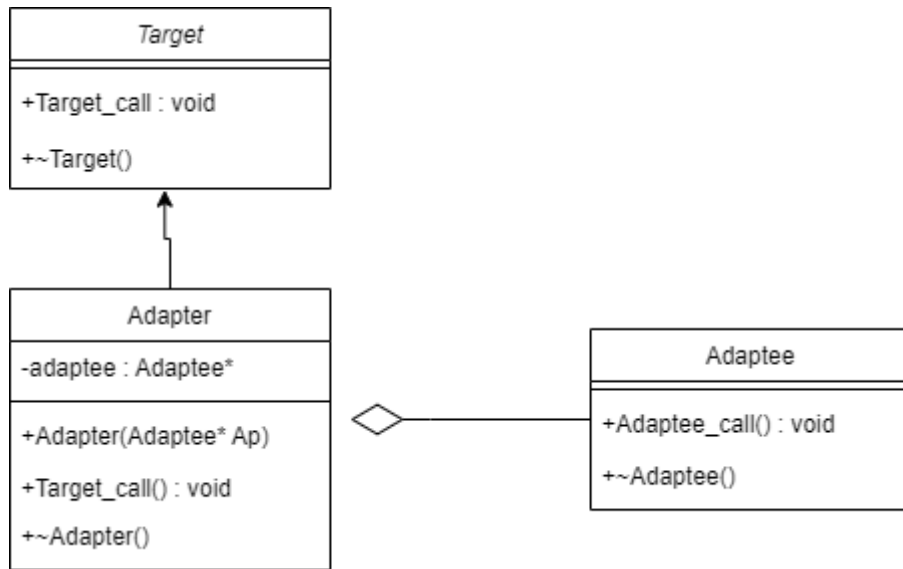 Target
+Target_call : void
+~Target()
Adapter
-adaptee : Adaptee*
+Adapter(Adaptee* Ap)
+Target_call() : void
+~Adapter()
Adaptee
+Adaptee_call() : void
+~Adaptee()